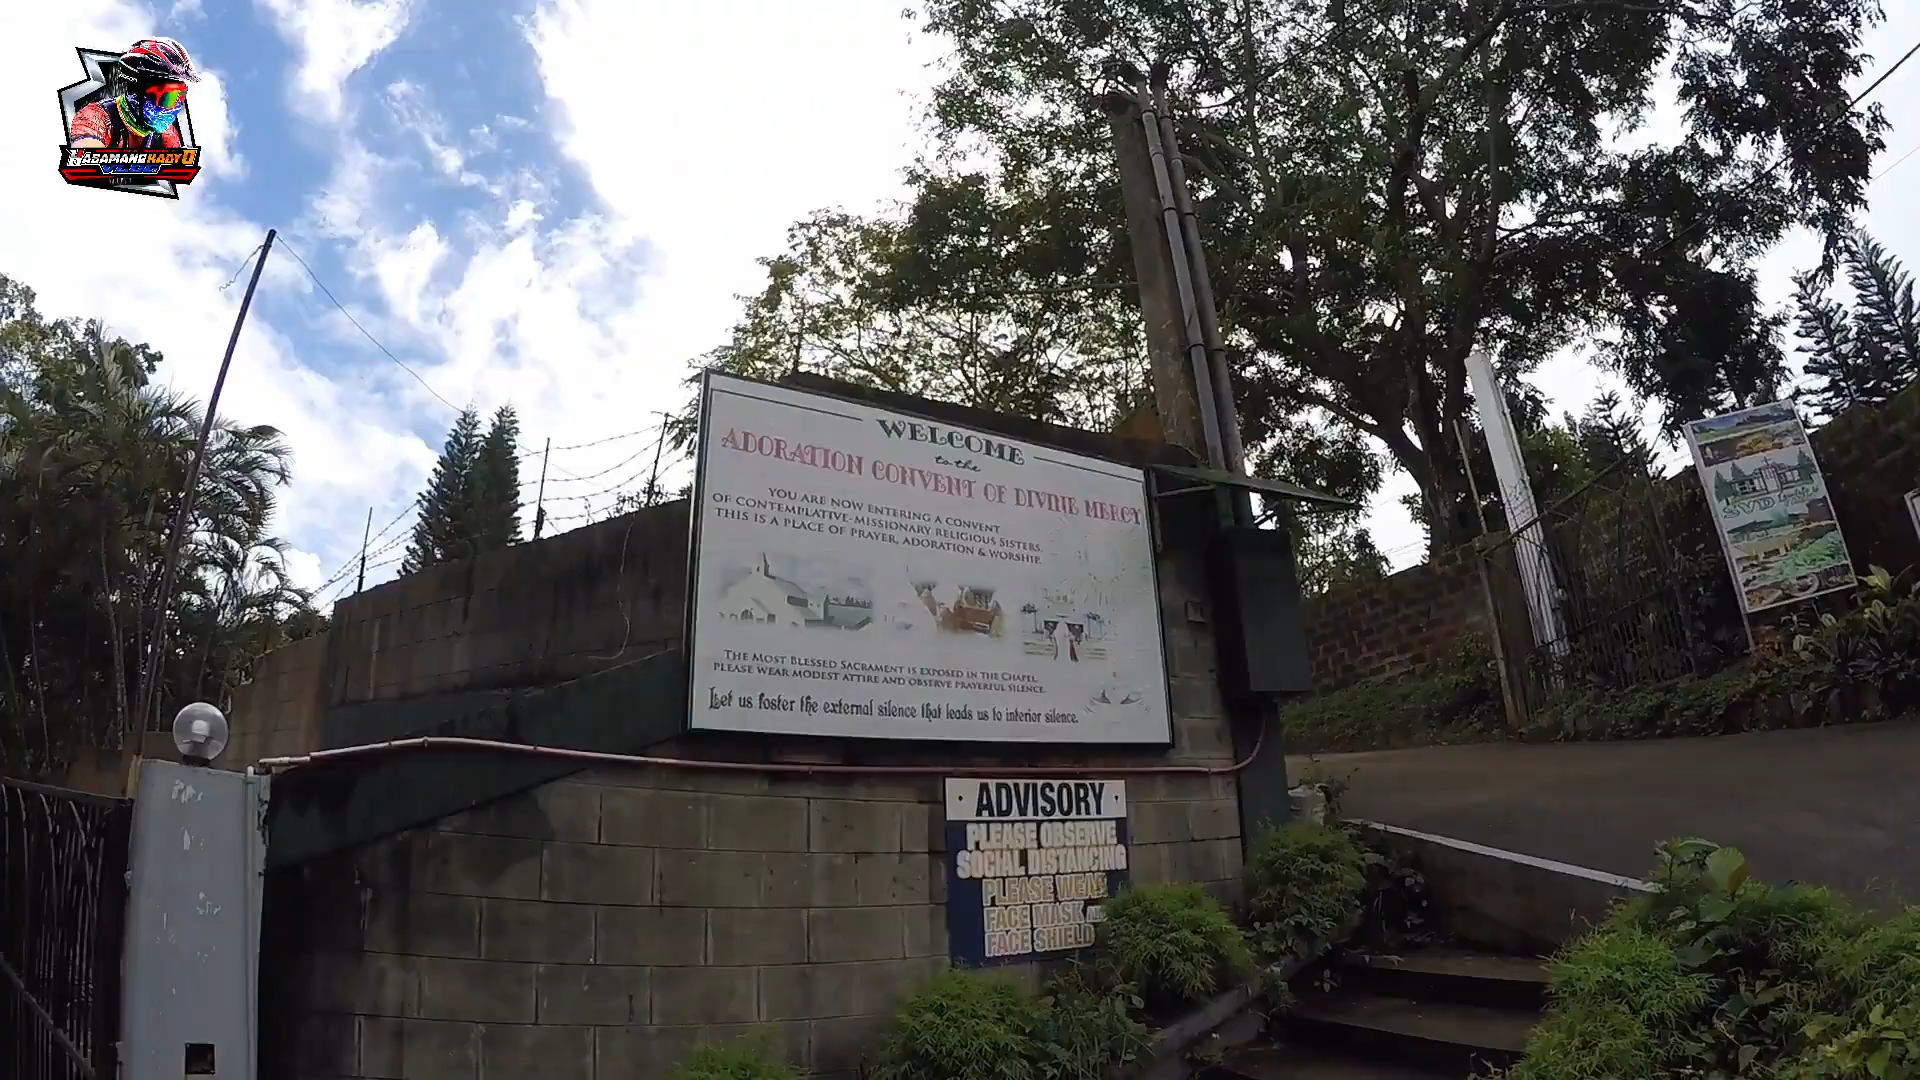 WELCOME
to the
ADORATION CONVENT OF DIVINE MERCY
YOU ARE NOW ENTERING A CONVENT
OF CONTEMPLATIVE-MISSIONARY RELIGIOUS SISTERS.
THIS IS A PLACE OF PRAYER, ADORATION & WORSHIP.
THE MOST BLESSED SACRAMENT IS EXPOSED IN THE CHAPEL.
PLEASE WEAR MODEST ATTIRE AND OBSERVE PRAYERFUL SILENCE.
Let us foster the external silence that leads us to interior silence.
ADVISORY
PLEASE OBSERVE
SOCIAL DISTANCING
PLEASE WEAR
FACE MASK
FACE SHIELD
SVD
VLOG